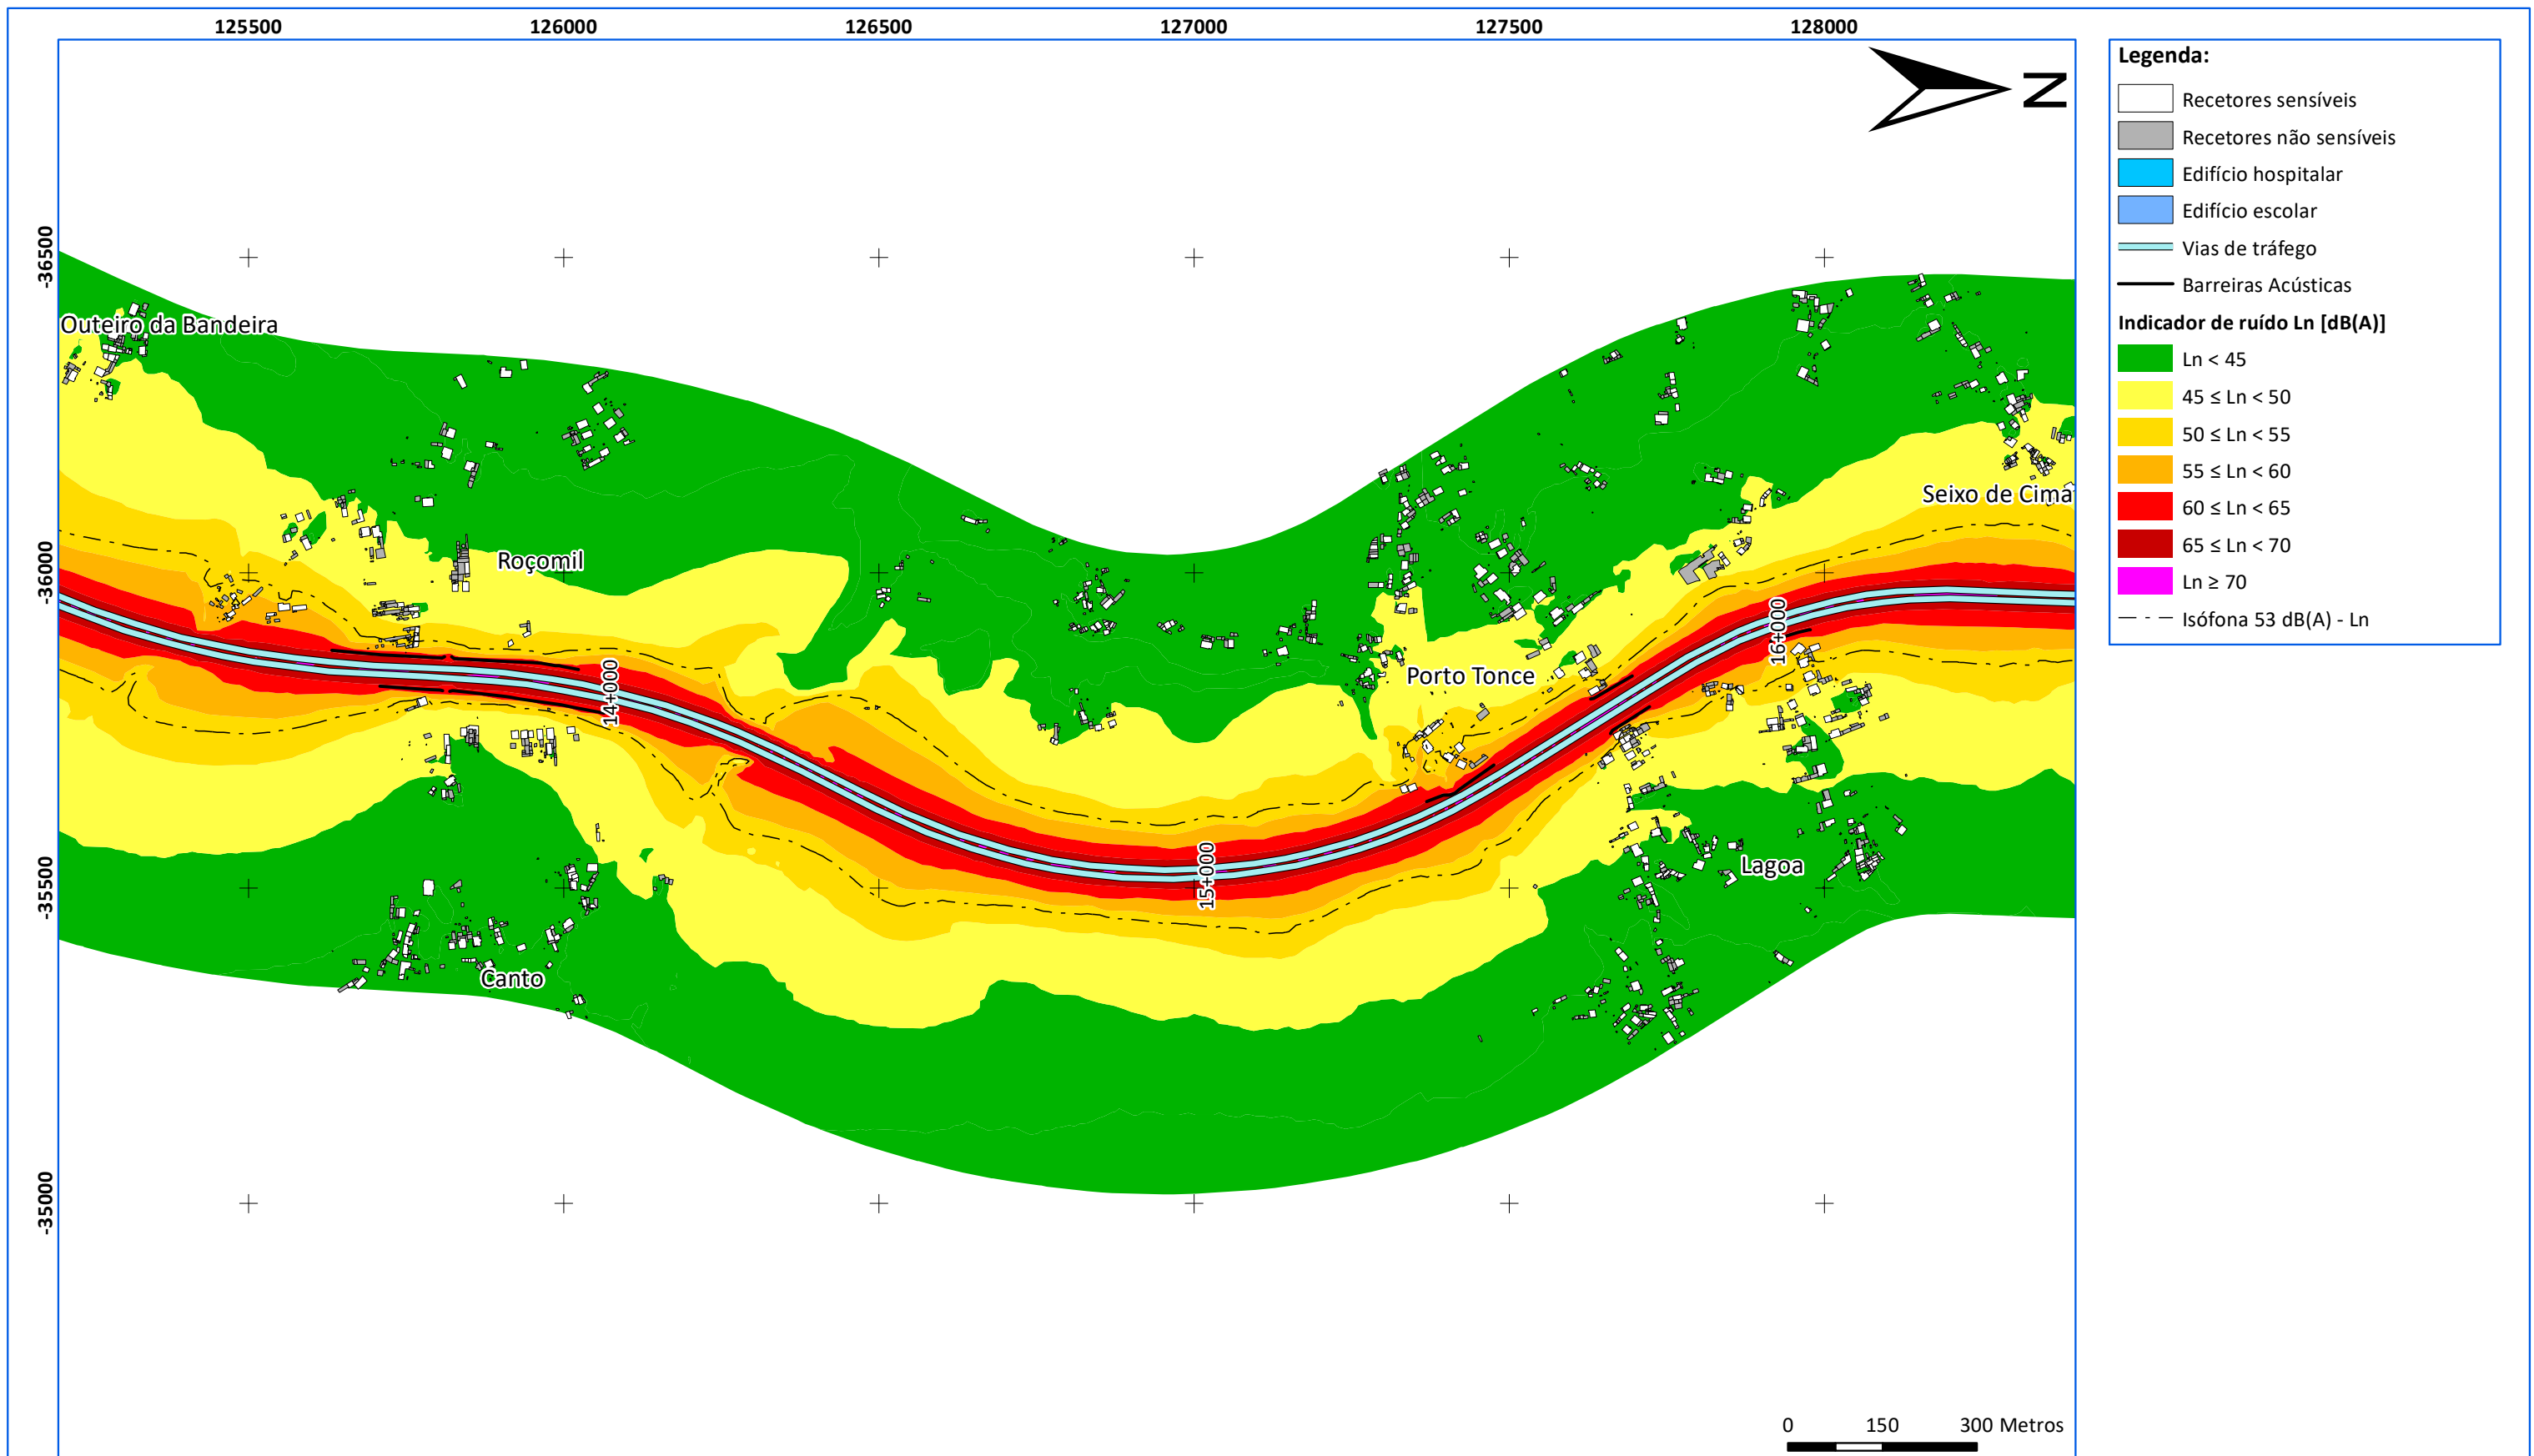 125500 126000 126500 127000 127500 128000
N
-36500
-36000
-35500
-35000
Outeiro da Bandeira
Seixo de Cima
Roçomil
Porto Tonce
14+000
16+000
15+000
Lagoa
Canto
0 150 300 Metros
Legenda:
Recetores sensíveis
Recetores não sensíveis
Edifício hospitalar
Edifício escolar
Vias de tráfego
Barreiras Acústicas
Indicador de ruído Ln [dB(A)]
Ln < 45
45 ≤ Ln < 50
50 ≤ Ln < 55
55 ≤ Ln < 60
60 ≤ Ln < 65
65 ≤ Ln < 70
Ln ≥ 70
Isófona 53 dB(A) - Ln